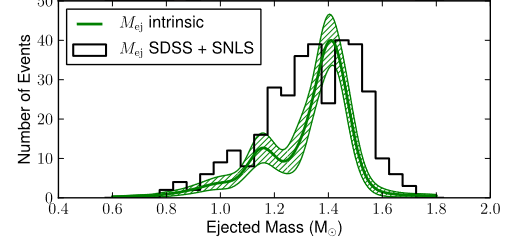 50
40
30
20
10
0
Number of Events
M_ej intrinsic
M_ej SDSS + SNLS
0.4 0.6 0.8 1.0 1.2 1.4 1.6 1.8 2.0
Ejected Mass (M☉)